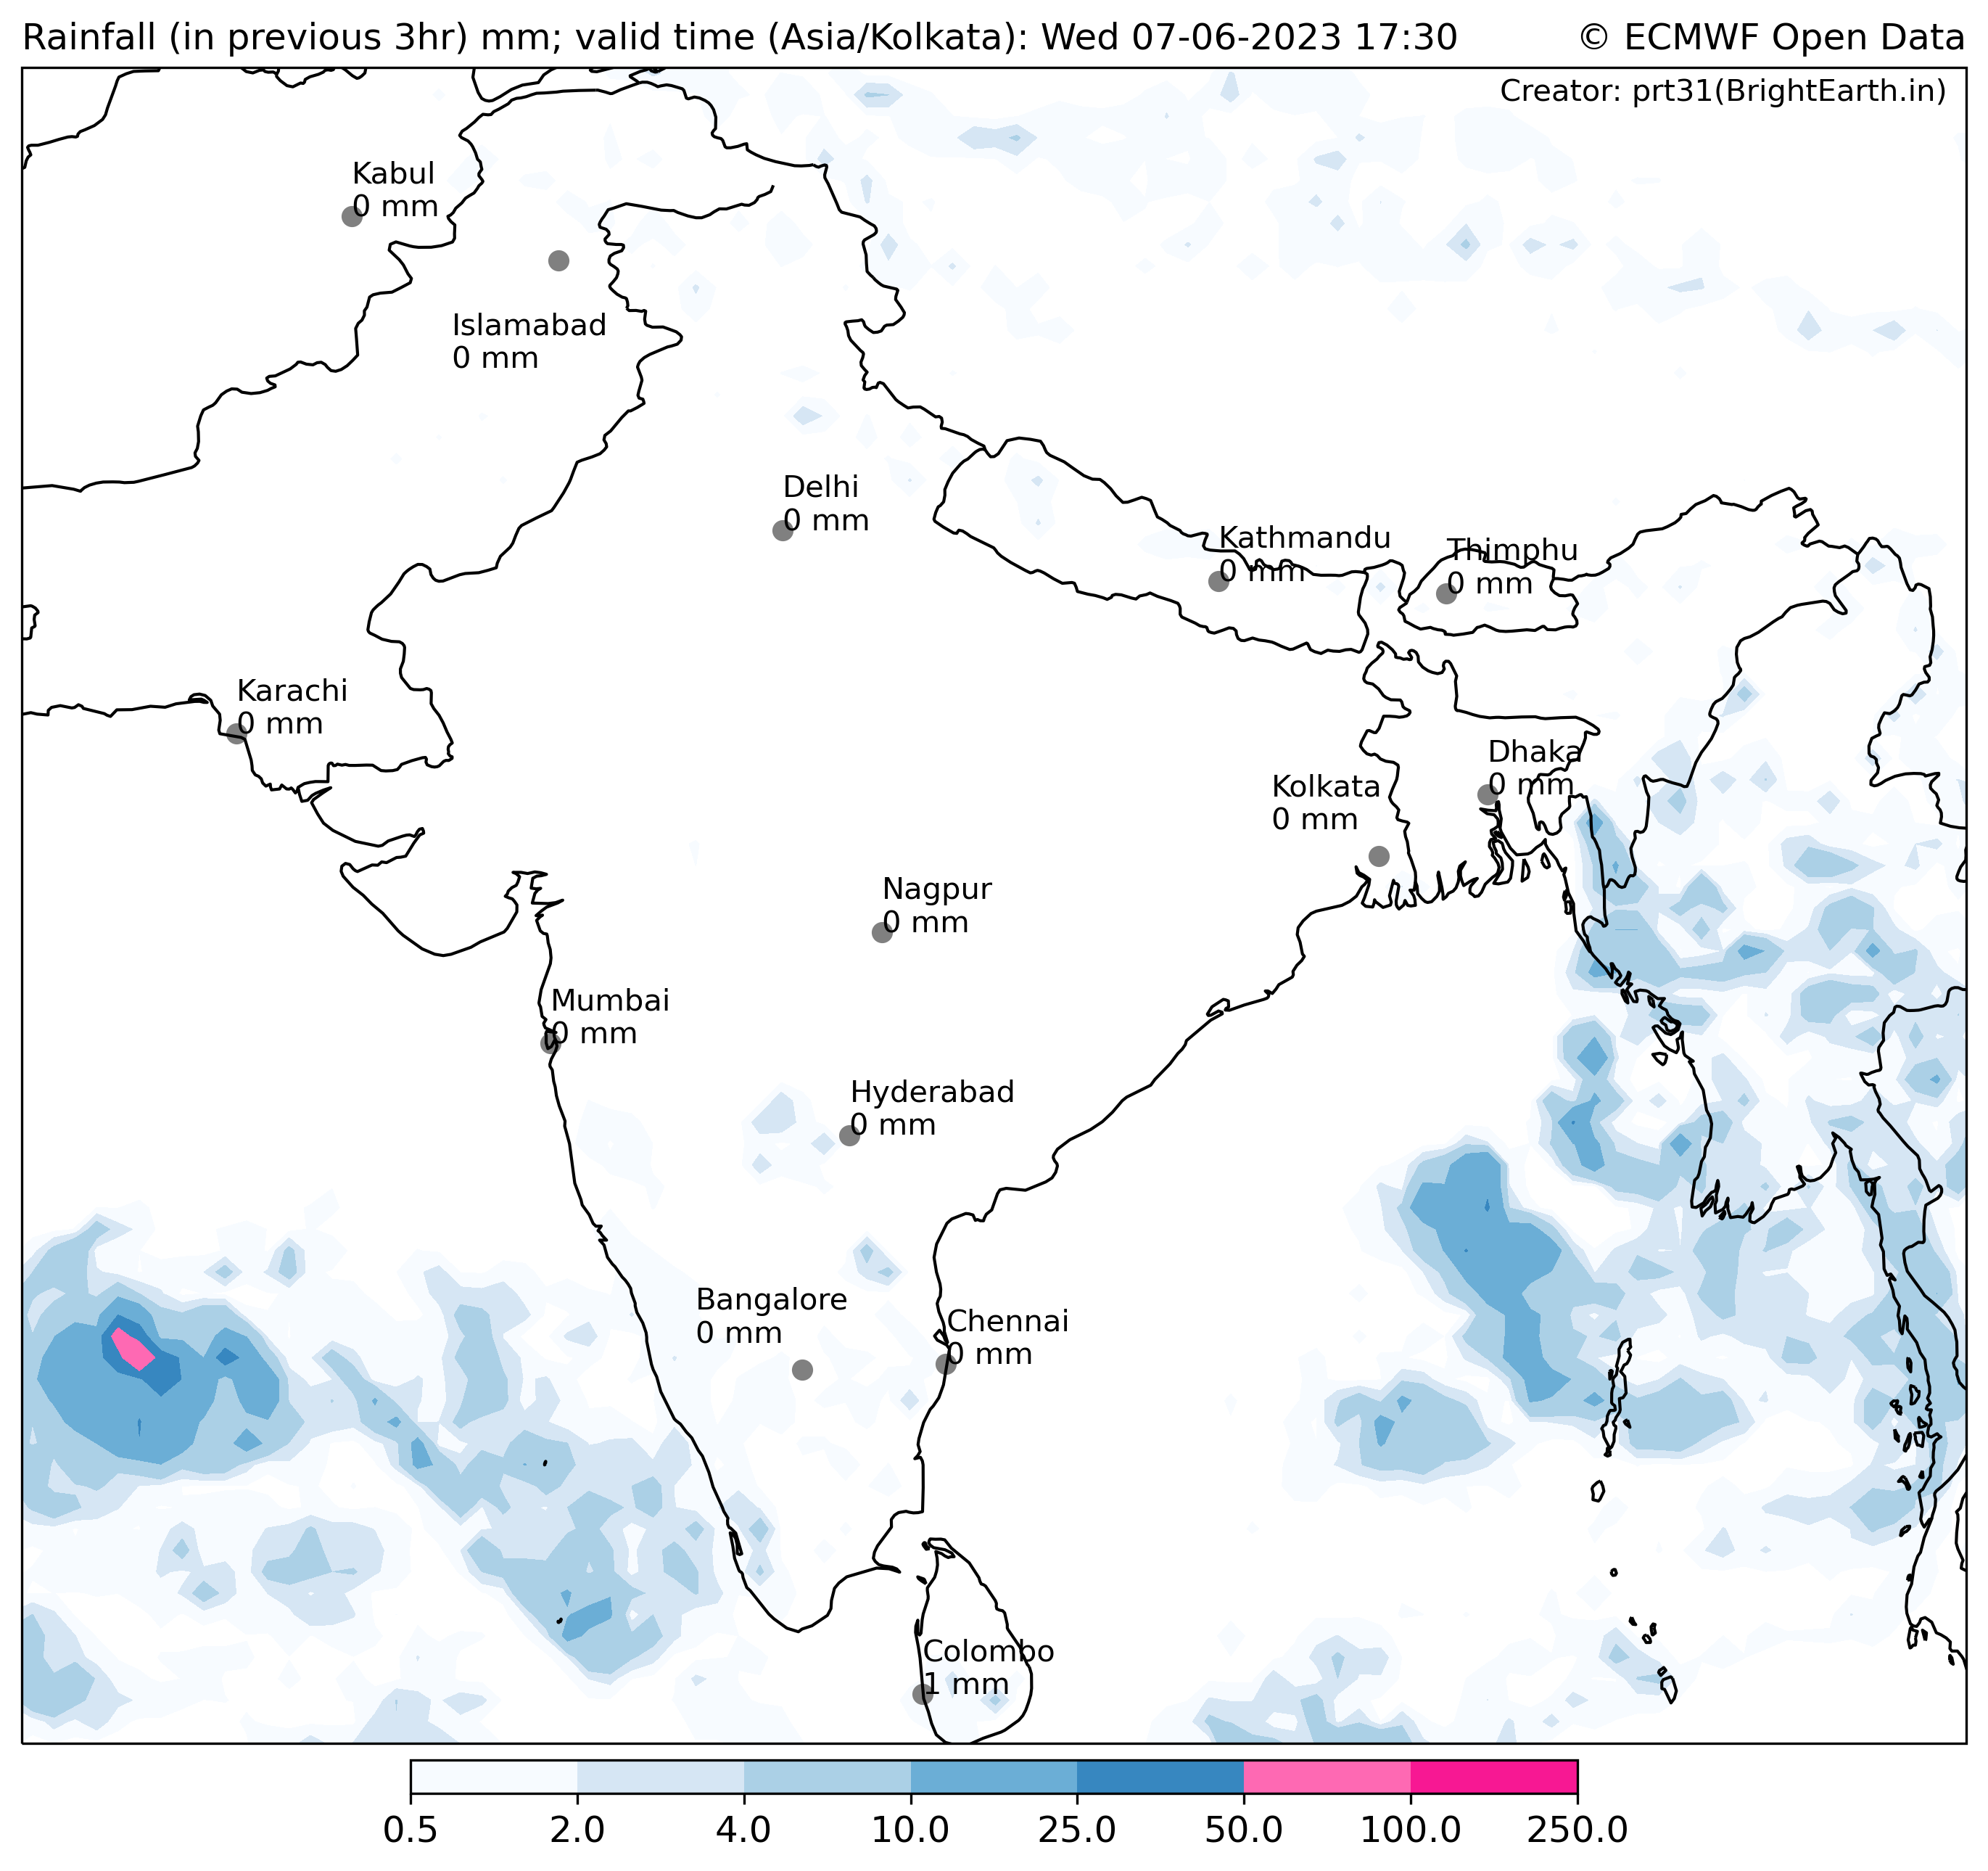 Rainfall (in previous 3hr) mm; valid time (Asia/Kolkata): Wed 07-06-2023 17:30
© ECMWF Open Data
Creator: prt31(BrightEarth.in)
Kabul
0 mm
Islamabad
0 mm
Delhi
0 mm
Kathmandu
0 mm
Thimphu
0 mm
Karachi
0 mm
Dhaka
0 mm
Kolkata
0 mm
Nagpur
0 mm
Mumbai
0 mm
Hyderabad
0 mm
Bangalore
0 mm
Chennai
0 mm
Colombo
1 mm
0.5 2.0 4.0 10.0 25.0 50.0 100.0 250.0